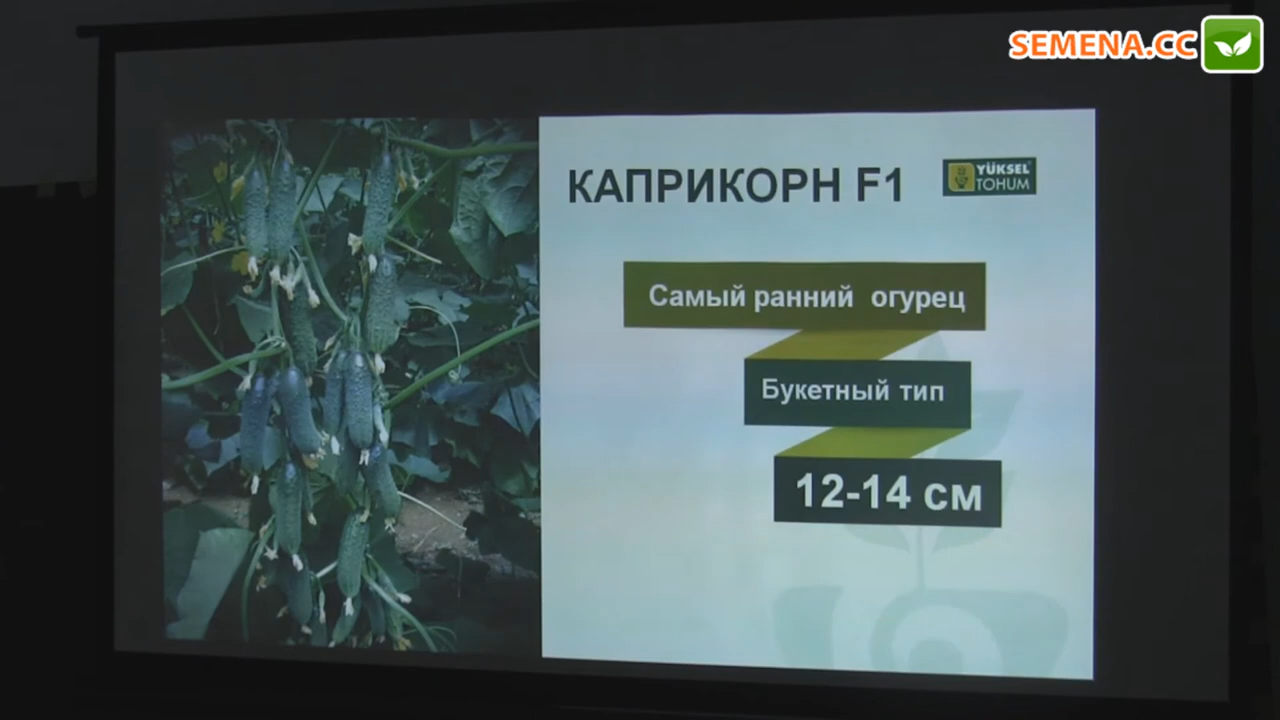 SEMENA.CC
КАПРИКОРН F1
YÜKSEL
TOHUM
Самый ранний огурец
Букетный тип
12-14 см